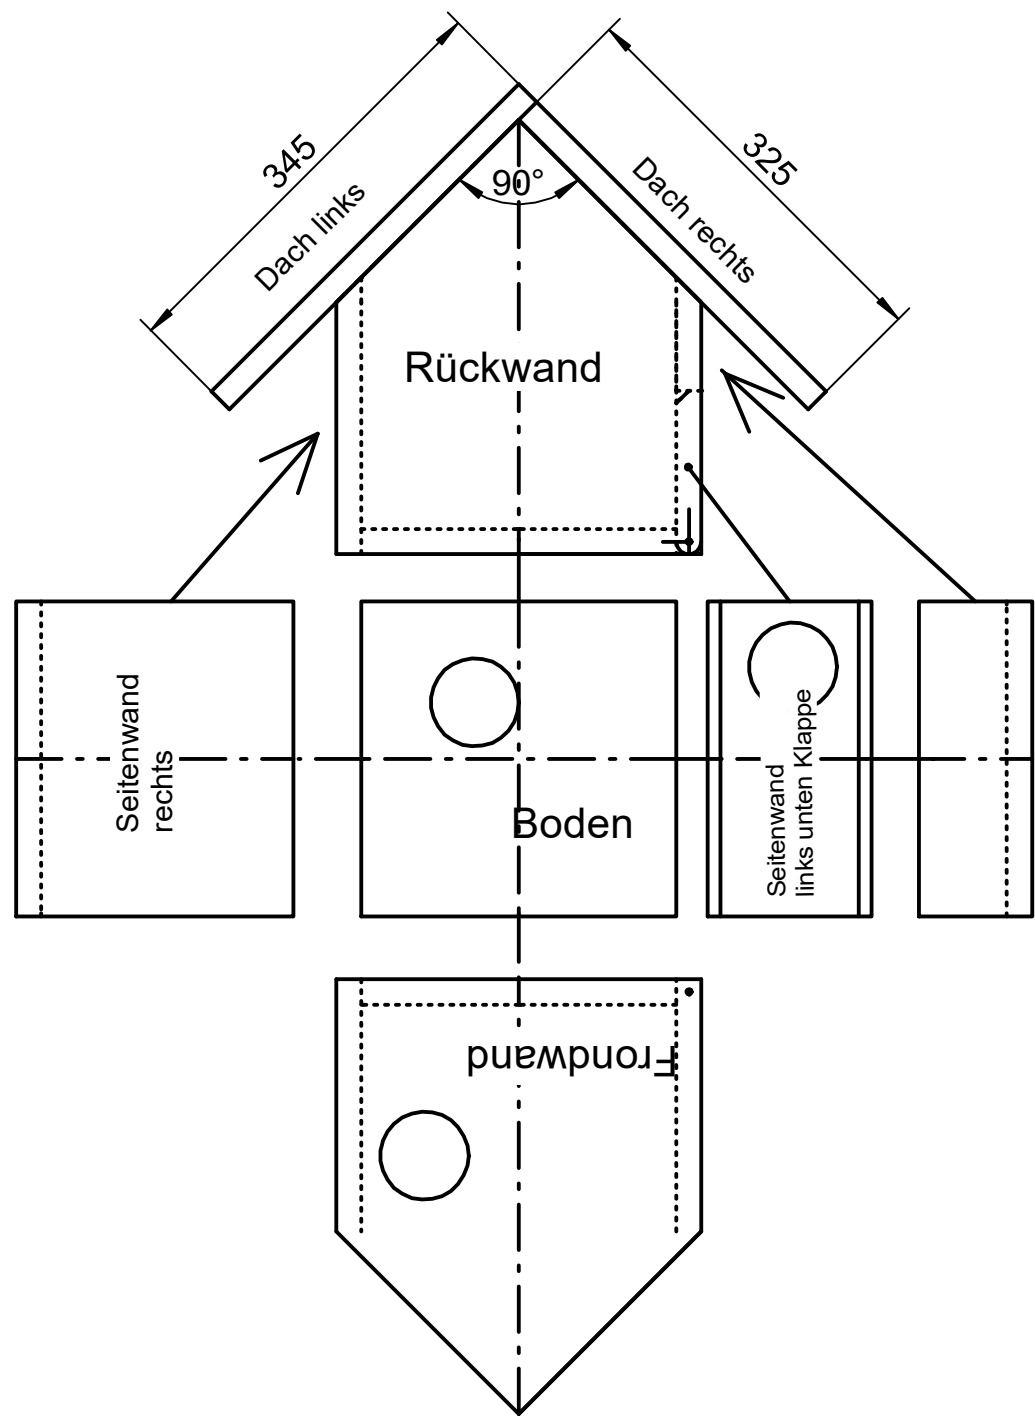 345
325
90°
Dach links
Dach rechts
Rückwand
Seitenwand
rechts
Boden
Seitenwand
links unten Klappe
Frondwand